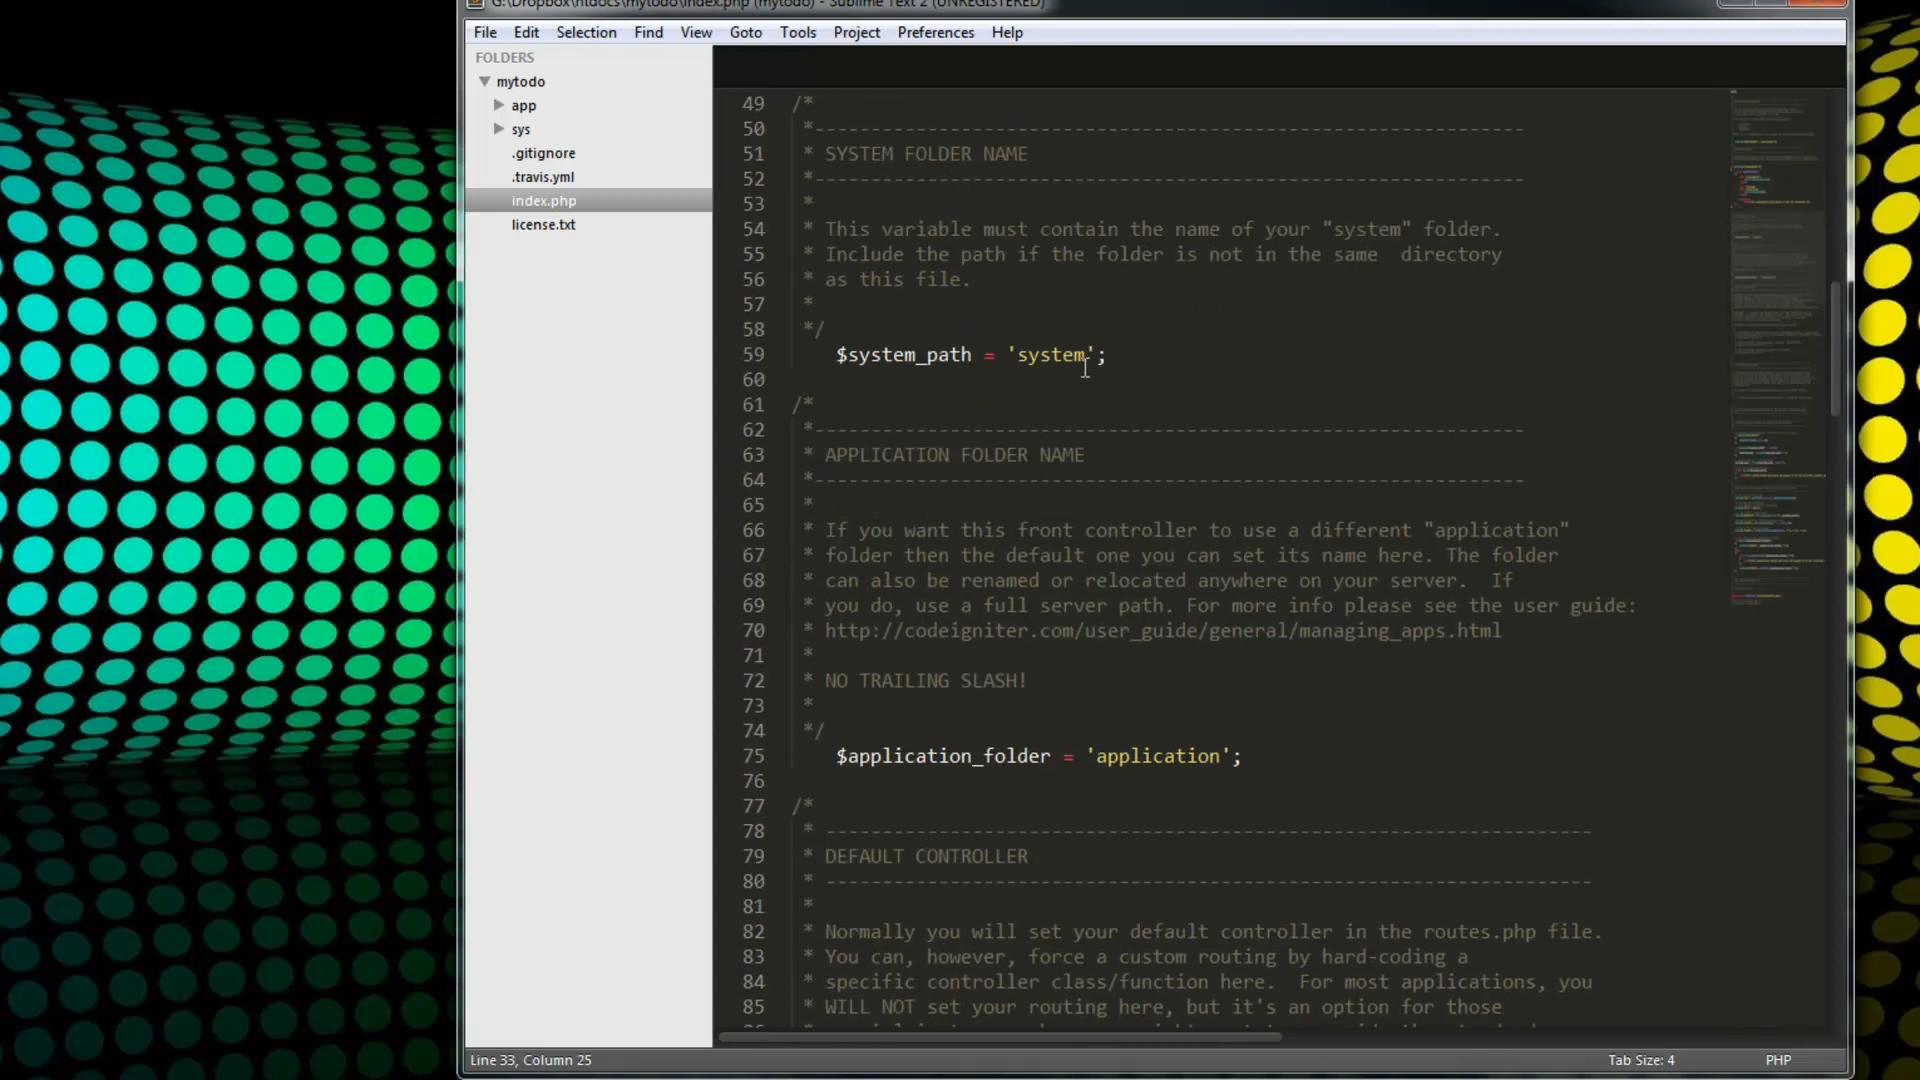 G:\Dropbox\htdocs\mytodo\index.php (mytodo) - Sublime Text 2 (UNREGISTERED)
File Edit Selection Find View Goto Tools Project Preferences Help
FOLDERS
mytodo
app
sys
.gitignore
.travis.yml
index.php
license.txt
49 /*
50 *---------------------------------------------------------------
51 * SYSTEM FOLDER NAME
52 *---------------------------------------------------------------
53 *
54 * This variable must contain the name of your "system" folder.
55 * Include the path if the folder is not in the same  directory
56 * as this file.
57 *
58 */
59 $system_path = 'system';
60
61 /*
62 *---------------------------------------------------------------
63 * APPLICATION FOLDER NAME
64 *---------------------------------------------------------------
65 *
66 * If you want this front controller to use a different "application"
67 * folder then the default one you can set its name here. The folder
68 * can also be renamed or relocated anywhere on your server.  If
69 * you do, use a full server path. For more info please see the user guide:
70 * http://codeigniter.com/user_guide/general/managing_apps.html
71 *
72 * NO TRAILING SLASH!
73 *
74 */
75 $application_folder = 'application';
76
77 /*
78 * --------------------------------------------------------------------
79 * DEFAULT CONTROLLER
80 * --------------------------------------------------------------------
81 *
82 * Normally you will set your default controller in the routes.php file.
83 * You can, however, force a custom routing by hard-coding a
84 * specific controller class/function here.  For most applications, you
85 * WILL NOT set your routing here, but it's an option for those
Line 33, Column 25
Tab Size: 4
PHP